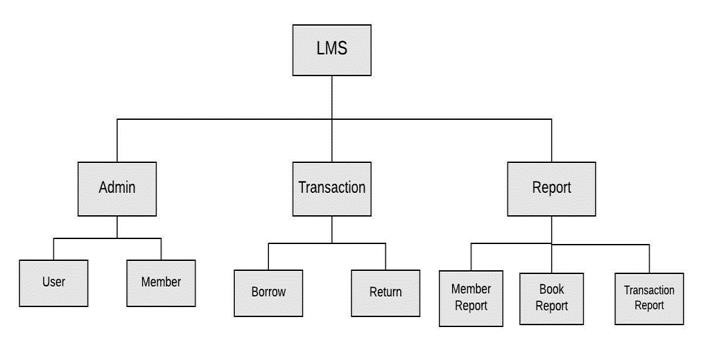 LMS
Admin
Transaction
Report
User
Member
Borrow
Return
Member
Report
Book
Report
Transaction
Report